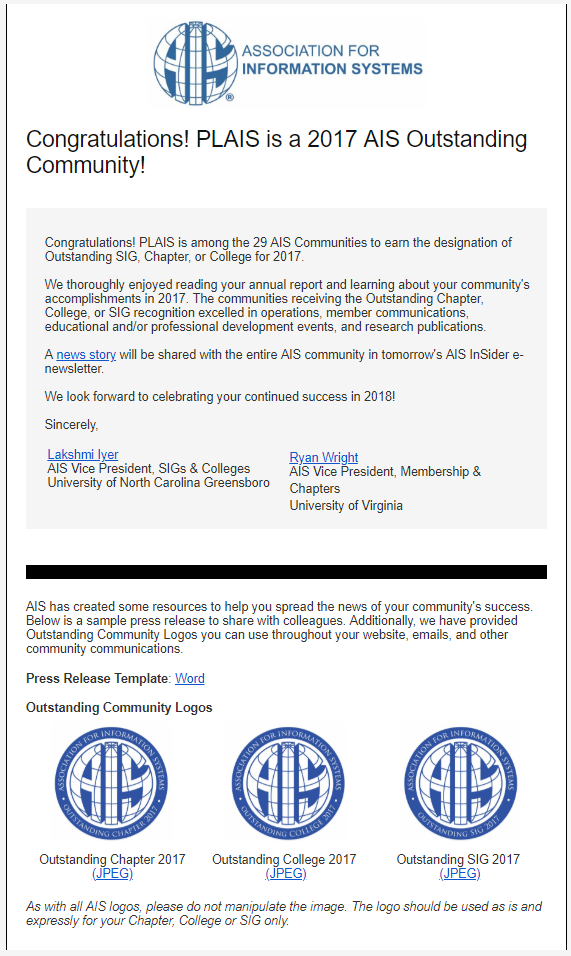 ASSOCIATION FOR
INFORMATION SYSTEMS
®
Congratulations! PLAIS is a 2017 AIS Outstanding
Community!
Congratulations! PLAIS is among the 29 AIS Communities to earn the designation of
Outstanding SIG, Chapter, or College for 2017.
We thoroughly enjoyed reading your annual report and learning about your community's
accomplishments in 2017. The communities receiving the Outstanding Chapter,
College, or SIG recognition excelled in operations, member communications,
educational and/or professional development events, and research publications.
A news story will be shared with the entire AIS community in tomorrow's AIS InSider e-
newsletter.
We look forward to celebrating your continued success in 2018!
Sincerely,
Lakshmi Iyer
AIS Vice President, SIGs & Colleges
University of North Carolina Greensboro
Ryan Wright
AIS Vice President, Membership &
Chapters
University of Virginia
AIS has created some resources to help you spread the news of your community's success.
Below is a sample press release to share with colleagues. Additionally, we have provided
Outstanding Community Logos you can use throughout your website, emails, and other
community communications.
Press Release Template: Word
Outstanding Community Logos
ASSOCIATION FOR INFORMATION SYSTEMS
• OUTSTANDING CHAPTER 2017 •
ASSOCIATION FOR INFORMATION SYSTEMS
• OUTSTANDING COLLEGE 2017 •
ASSOCIATION FOR INFORMATION SYSTEMS
• OUTSTANDING SIG 2017 •
Outstanding Chapter 2017
(JPEG)
Outstanding College 2017
(JPEG)
Outstanding SIG 2017
(JPEG)
As with all AIS logos, please do not manipulate the image. The logo should be used as is and
expressly for your Chapter, College or SIG only.